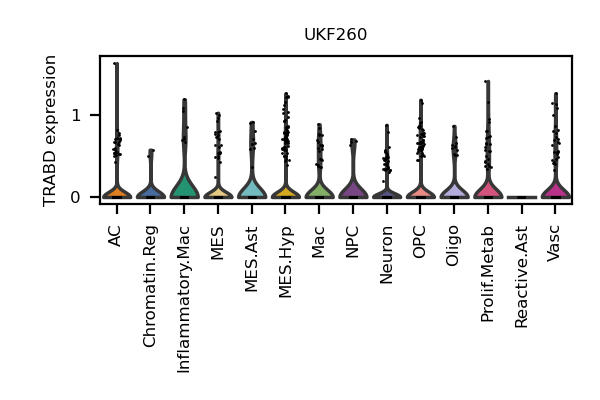 UKF260
TRABD expression
1
0
AC
Chromatin.Reg
Inflammatory.Mac
MES
MES.Ast
MES.Hyp
Mac
NPC
Neuron
OPC
Oligo
Prolif.Metab
Reactive.Ast
Vasc